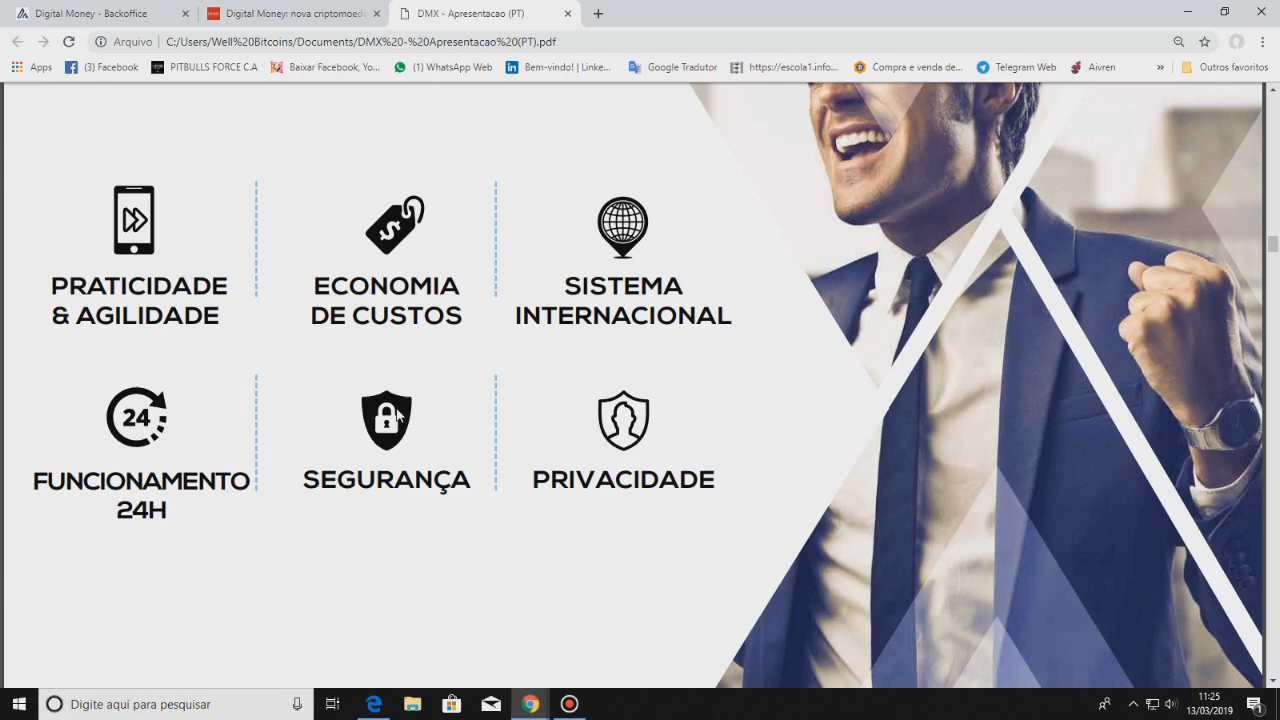 Digital Money - Backoffice
Digital Money: nova criptomoeda
DMX - Apresentacao (PT)
Arquivo
C:/Users/Well%20Bitcoins/Documents/DMX%20-%20Apresentacao%20(PT).pdf
Apps
(3) Facebook
PITBULLS FORCE C.A
Baixar Facebook, Yo...
(1) WhatsApp Web
Bem-vindo! | Linke...
Google Tradutor
https://escola1.info...
Compra e venda de...
Telegram Web
Aivren
»
Outros favoritos
PRATICIDADE
& AGILIDADE
ECONOMIA
DE CUSTOS
SISTEMA
INTERNACIONAL
24
FUNCIONAMENTO
24H
SEGURANÇA
PRIVACIDADE
Digite aqui para pesquisar
11:25
13/03/2019
1